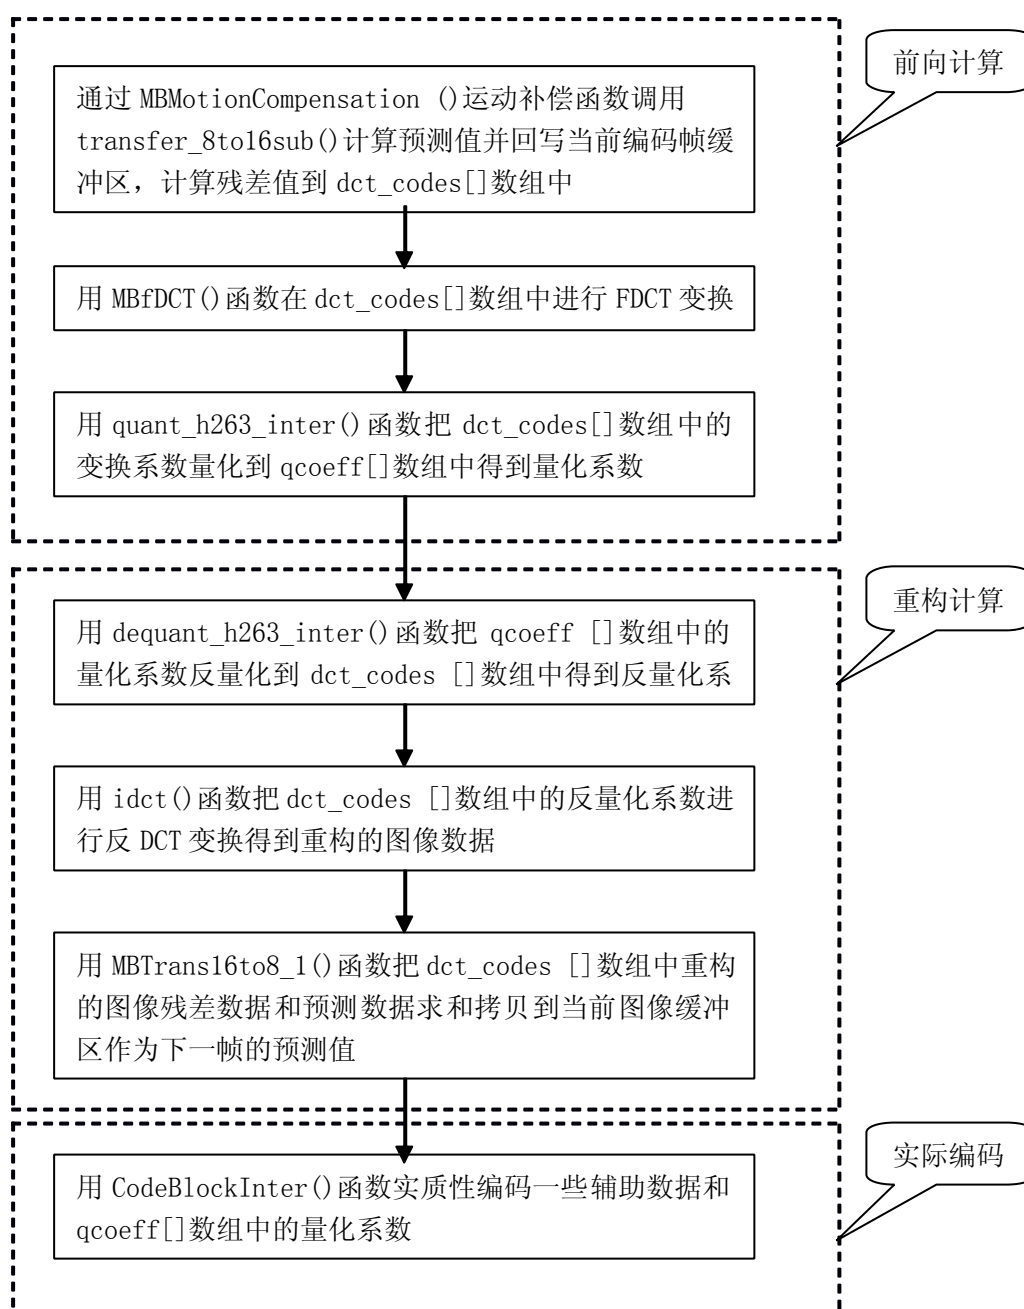 前向计算
通过 MBMotionCompensation ()运动补偿函数调用
transfer_8to16sub()计算预测值并回写当前编码帧缓
冲区，计算残差值到 dct_codes[]数组中
用 MBfDCT()函数在 dct_codes[]数组中进行 FDCT 变换
用 quant_h263_inter()函数把 dct_codes[]数组中的
变换系数量化到 qcoeff[]数组中得到量化系数
重构计算
用 dequant_h263_inter()函数把 qcoeff []数组中的
量化系数反量化到 dct_codes []数组中得到反量化系
用 idct()函数把 dct_codes []数组中的反量化系数进
行反 DCT 变换得到重构的图像数据
用 MBTrans16to8_1()函数把 dct_codes []数组中重构
的图像残差数据和预测数据求和拷贝到当前图像缓冲
区作为下一帧的预测值
实际编码
用 CodeBlockInter()函数实质性编码一些辅助数据和
qcoeff[]数组中的量化系数